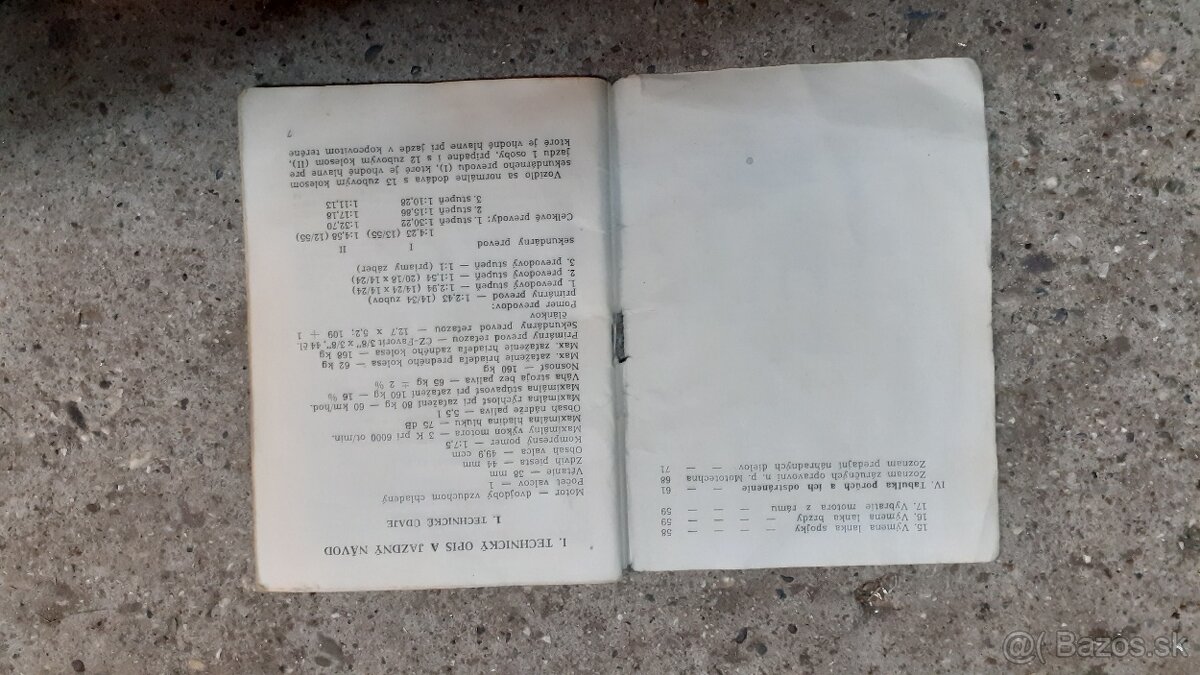 15. Výmena lanka spojky — — — — 58
16. Výmena lanka brzdy — — — — 59
17. Vybratie motora z rámu — — — 59
IV. Tabuľka porúch a ich odstránenie — — 61
Zoznam záručných opravovní n. p. Mototechna 68
Zoznam predajní náhradných dielov — — 71
I. TECHNICKÝ OPIS A JAZDNÝ NÁVOD
1. TECHNICKÉ ÚDAJE
Motor — dvojdobý vzduchom chladený
Počet valcov — 1
Vŕtanie — 38 mm
Zdvih piesta — 44 mm
Obsah valca — 49,9 ccm
Kompresný pomer — 1:7,5
Maximálny výkon motora — 3 K pri 6000 ot/min.
Maximálna hladina hluku — 75 dB
Obsah nádrže paliva — 5,5 l
Maximálna rýchlosť pri zaťažení 80 kg — 60 km/hod.
Maximálna stúpavosť pri zaťažení 160 kg — 16 %
Váha stroja bez paliva — 65 kg ± 2 %
Nosnosť — 160 kg
Max. zaťaženie hriadeľa predného kolesa — 62 kg
Max. zaťaženie hriadeľa zadného kolesa — 168 kg
Primárny prevod reťazou — ČZ-Favorit 3/8" x 3/8", 44 čl.
Sekundárny prevod reťazou — 12,7 x 5,2; 109 + 1
článkov
Pomer prevodov:
primárny prevod — 1:2,43 (14/34 zubov)
1. prevodový stupeň — 1:2,94 (14/24 x 14/24)
2. prevodový stupeň — 1:1,54 (20/18 x 14/24)
3. prevodový stupeň — 1:1 (priamy záber)
sekundárny prevod I II
1:4,23 (13/55) 1:4,58 (12/55)
Celkové prevody: 1. stupeň 1:30,22 1:32,70
2. stupeň 1:15,86 1:17,18
3. stupeň 1:10,28 1:11,15
Vozidlo sa normálne dodáva s 13 zubovým kolesom
sekundárneho prevodu (I), ktoré je vhodné hlavne pre
jazdu 1 osoby, prípadne i s 12 zubovým kolesom (II),
ktoré je vhodné hlavne pri jazde v kopcovitom teréne
7
@( Bazos.sk